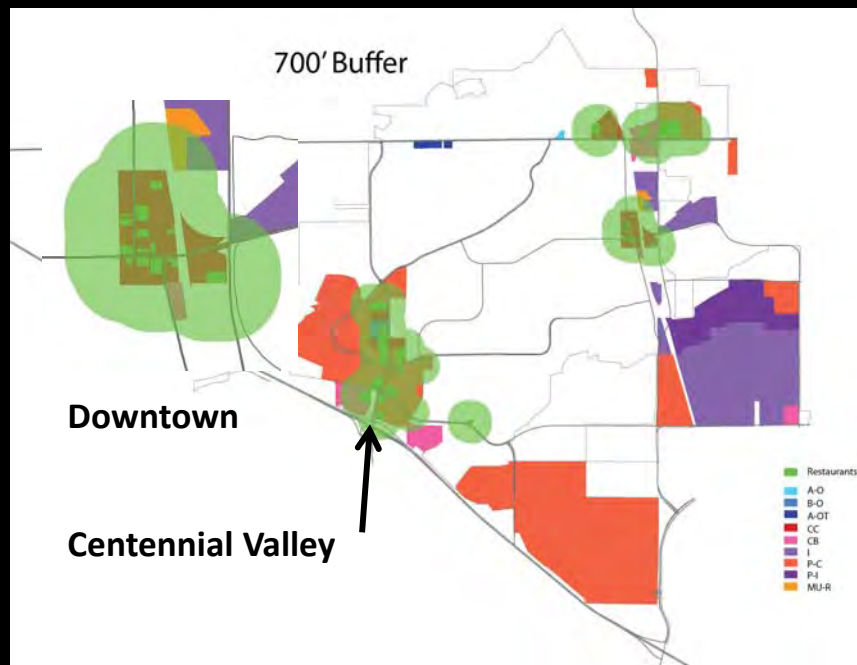 700' Buffer
Downtown
Centennial Valley
Restaurants
A-O
B-O
A-OT
CC
CB
I
P-C
P-I
MU-R